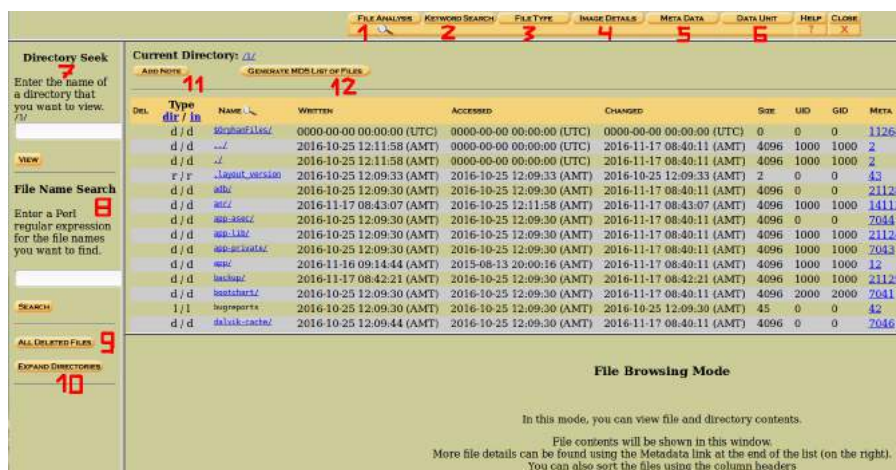 FILE ANALYSIS KEYWORD SEARCH FILE TYPE IMAGE DETAILS META DATA DATA UNIT HELP CLOSE
1 2 3 4 5 6 ? X
Directory Seek
7
Enter the name of
a directory that
you want to view.
/1/
VIEW
File Name Search
8
Enter a Perl
regular expression
for the file names
you want to find.
SEARCH
ALL DELETED FILES 9
EXPAND DIRECTORIES
10
Current Directory: /1/
ADD NOTE GENERATE MD5 LIST OF FILES
11 12
DEL Type NAME WRITTEN ACCESSED CHANGED SIZE UID GID META
dir / in
d / d $OrphanFiles/ 0000-00-00 00:00:00 (UTC) 0000-00-00 00:00:00 (UTC) 0000-00-00 00:00:00 (UTC) 0 0 0 1126
d / d ../ 2016-10-25 12:11:58 (AMT) 2016-10-25 12:09:30 (AMT) 2016-11-17 08:40:11 (AMT) 4096 1000 1000 2
d / d ./ 2016-10-25 12:11:58 (AMT) 2016-10-25 12:09:30 (AMT) 2016-11-17 08:40:11 (AMT) 4096 1000 1000 2
r / r .layout_version 2016-10-25 12:09:33 (AMT) 2016-10-25 12:09:33 (AMT) 2016-10-25 12:09:33 (AMT) 2 0 0 43
d / d adb/ 2016-10-25 12:09:30 (AMT) 2016-10-25 12:09:30 (AMT) 2016-11-17 08:40:11 (AMT) 4096 0 0 2112
d / d anr/ 2016-11-17 08:43:07 (AMT) 2016-10-25 12:11:58 (AMT) 2016-11-17 08:43:07 (AMT) 4096 1000 1000 1411
d / d app-asec/ 2016-10-25 12:09:30 (AMT) 2016-10-25 12:09:30 (AMT) 2016-11-17 08:40:11 (AMT) 4096 0 0 7044
d / d app-lib/ 2016-10-25 12:09:30 (AMT) 2016-10-25 12:09:30 (AMT) 2016-11-17 08:40:11 (AMT) 4096 1000 1000 2112
d / d app-private/ 2016-10-25 12:09:30 (AMT) 2016-10-25 12:09:30 (AMT) 2016-11-17 08:40:11 (AMT) 4096 1000 1000 7043
d / d app/ 2016-11-16 09:14:44 (AMT) 2015-08-13 20:00:16 (AMT) 2016-11-17 08:40:11 (AMT) 4096 1000 1000 12
d / d backup/ 2016-11-17 08:42:21 (AMT) 2016-10-25 12:09:30 (AMT) 2016-11-17 08:42:21 (AMT) 4096 1000 1000 2112
d / d bootchart/ 2016-10-25 12:09:30 (AMT) 2016-10-25 12:09:30 (AMT) 2016-11-17 08:40:11 (AMT) 4096 2000 2000 7041
l / l bugreports 2016-10-25 12:09:30 (AMT) 2016-10-25 12:09:30 (AMT) 2016-10-25 12:09:30 (AMT) 45 0 0 42
d / d dalvik-cache/ 2016-10-25 12:09:44 (AMT) 2016-10-25 12:09:30 (AMT) 2016-11-17 08:40:11 (AMT) 4096 0 0 7046
File Browsing Mode
In this mode, you can view file and directory contents.
File contents will be shown in this window.
More file details can be found using the Metadata link at the end of the list (on the right).
You can also sort the files using the column headers